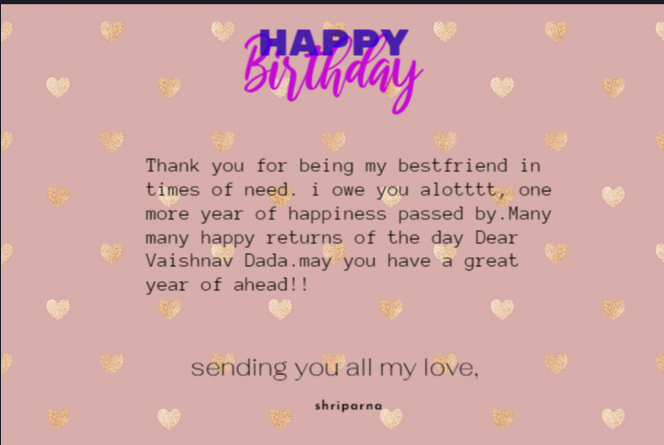 HAPPY
Birthday
Thank you for being my bestfriend in
times of need. i owe you alotttt, one
more year of happiness passed by.Many
many happy returns of the day Dear
Vaishnav Dada.may you have a great
year of ahead!!
sending you all my love,
shriparna